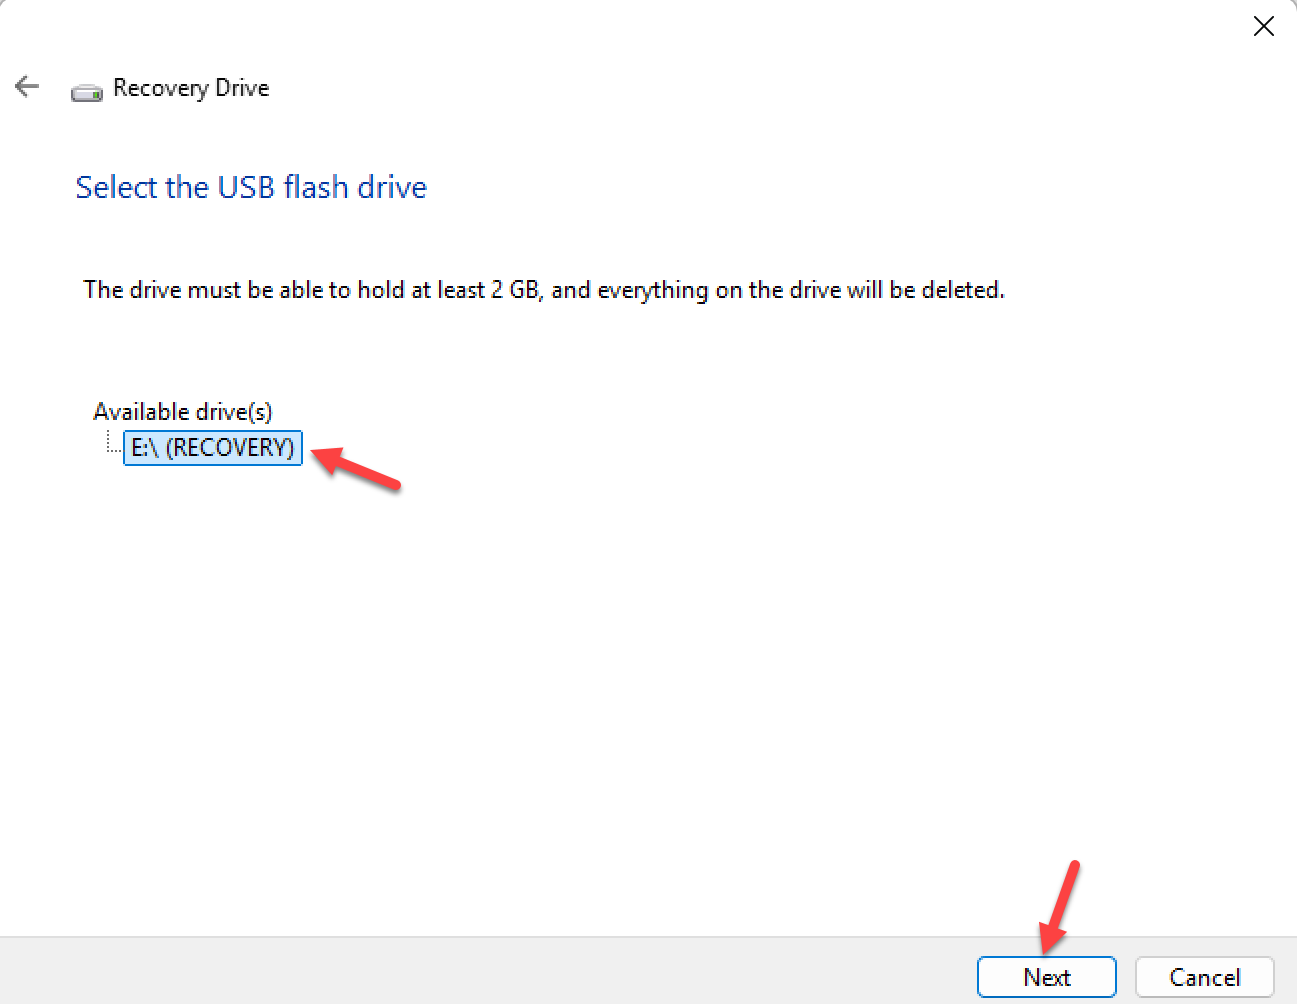 Recovery Drive
Select the USB flash drive
The drive must be able to hold at least 2 GB, and everything on the drive will be deleted.
Available drive(s)
E:\ (RECOVERY)
Next
Cancel